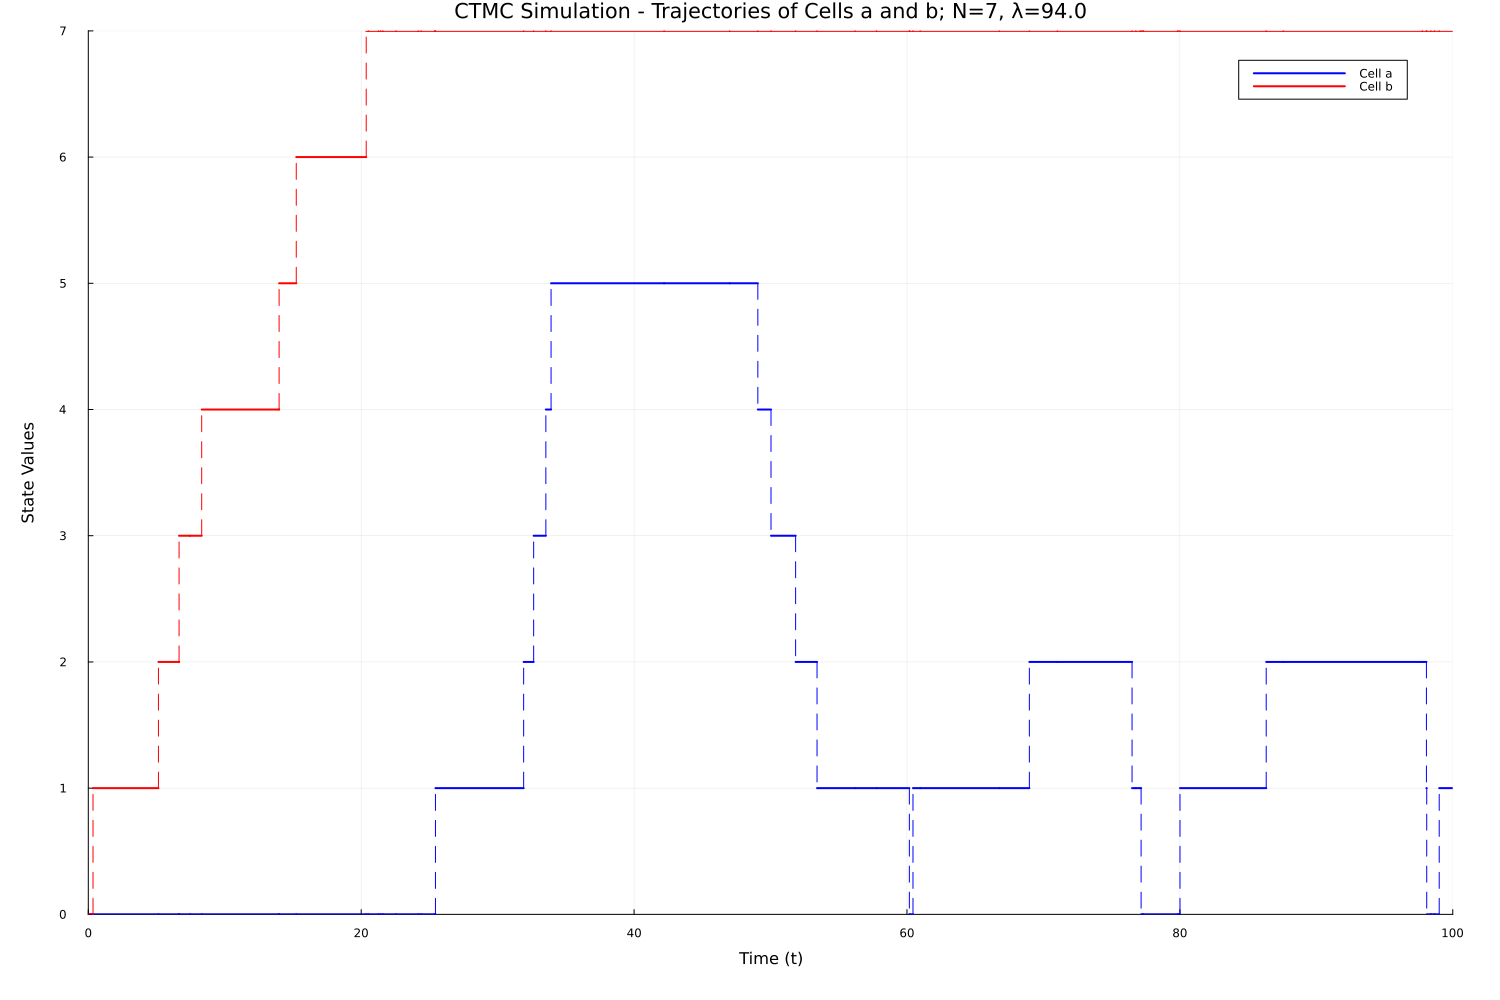 CTMC Simulation - Trajectories of Cells a and b; N=7, λ=94.0
7
Cell a
Cell b
6
5
4
State Values
3
2
1
0
0 20 40 60 80 100
Time (t)